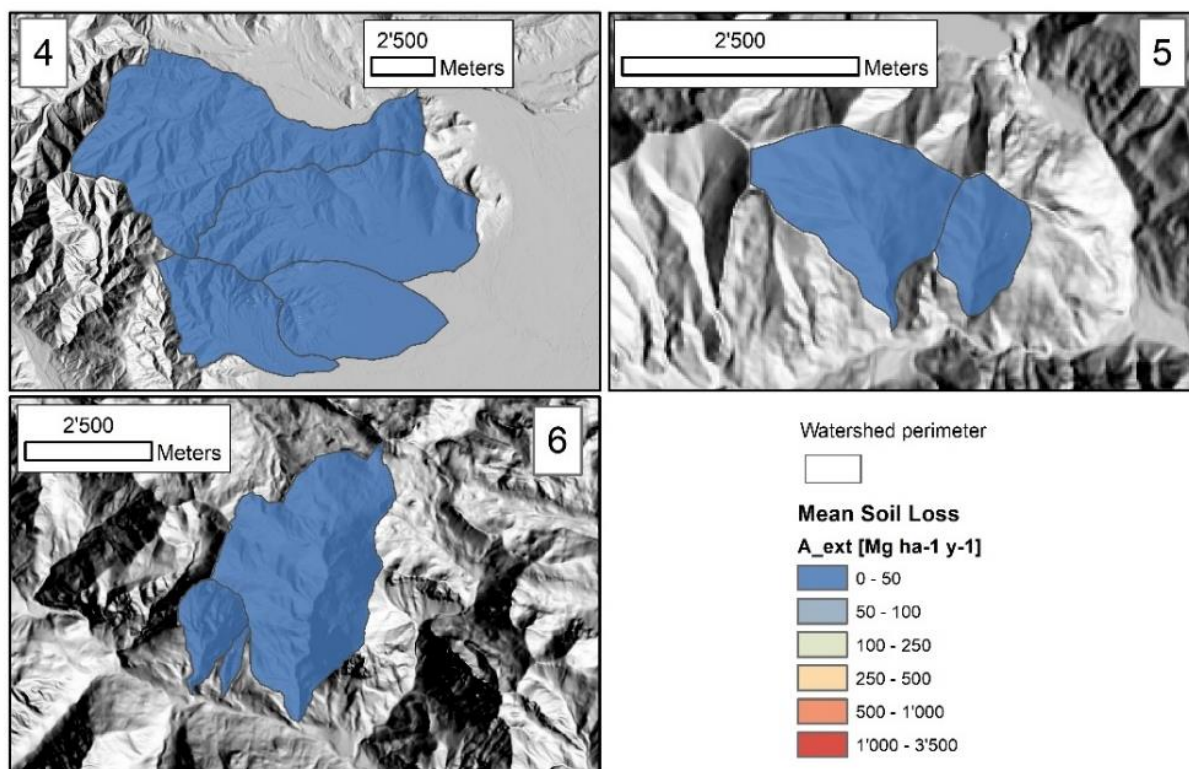 4
2'500
Meters
2'500
Meters
5
2'500
Meters
6
Watershed perimeter
Mean Soil Loss
A_ext [Mg ha-1 y-1]
0 - 50
50 - 100
100 - 250
250 - 500
500 - 1'000
1'000 - 3'500